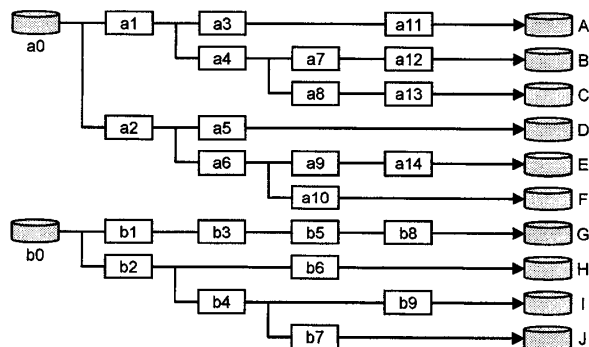 a1 a3 a11 A
a0
a4 a7 a12 B
a8 a13 C
a2 a5 D
a6 a9 a14 E
a10 F
b1 b3 b5 b8 G
b0
b2 b6 H
b4 b9 I
b7 J